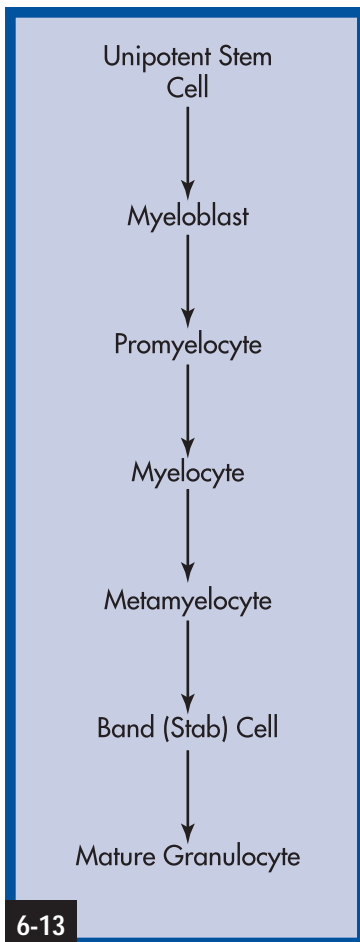 Unipotent Stem
Cell
Myeloblast
Promyelocyte
Myelocyte
Metamyelocyte
Band (Stab) Cell
Mature Granulocyte
6-13